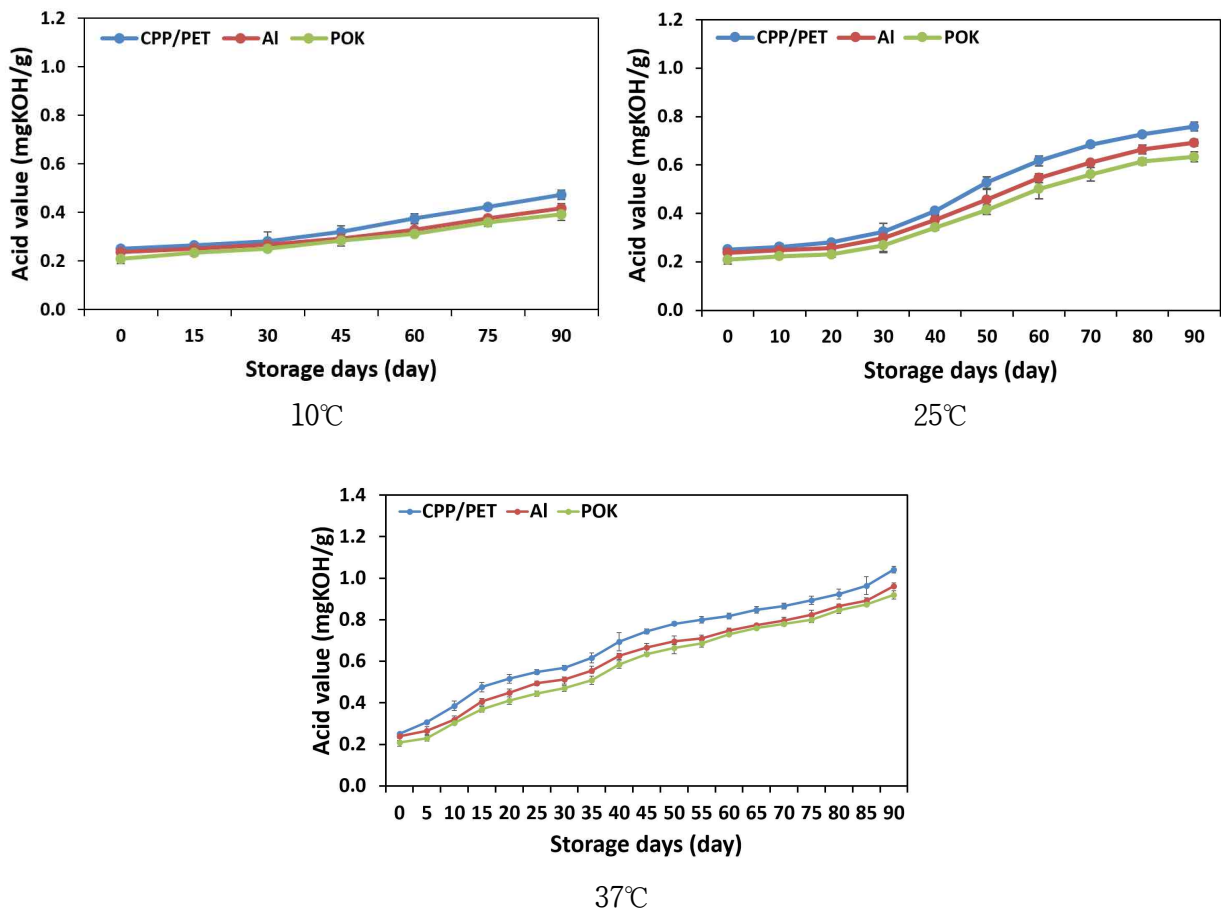 CPP/PET Al POK
Acid value (mgKOH/g)
1.2
1.0
0.8
0.6
0.4
0.2
0.0
0 15 30 45 60 75 90
Storage days (day)
10℃
CPP/PET Al POK
Acid value (mgKOH/g)
1.2
1.0
0.8
0.6
0.4
0.2
0.0
0 10 20 30 40 50 60 70 80 90
Storage days (day)
25℃
CPP/PET Al POK
Acid value (mgKOH/g)
1.4
1.2
1.0
0.8
0.6
0.4
0.2
0.0
0 5 10 15 20 25 30 35 40 45 50 55 60 65 70 75 80 85 90
Storage days (day)
37℃